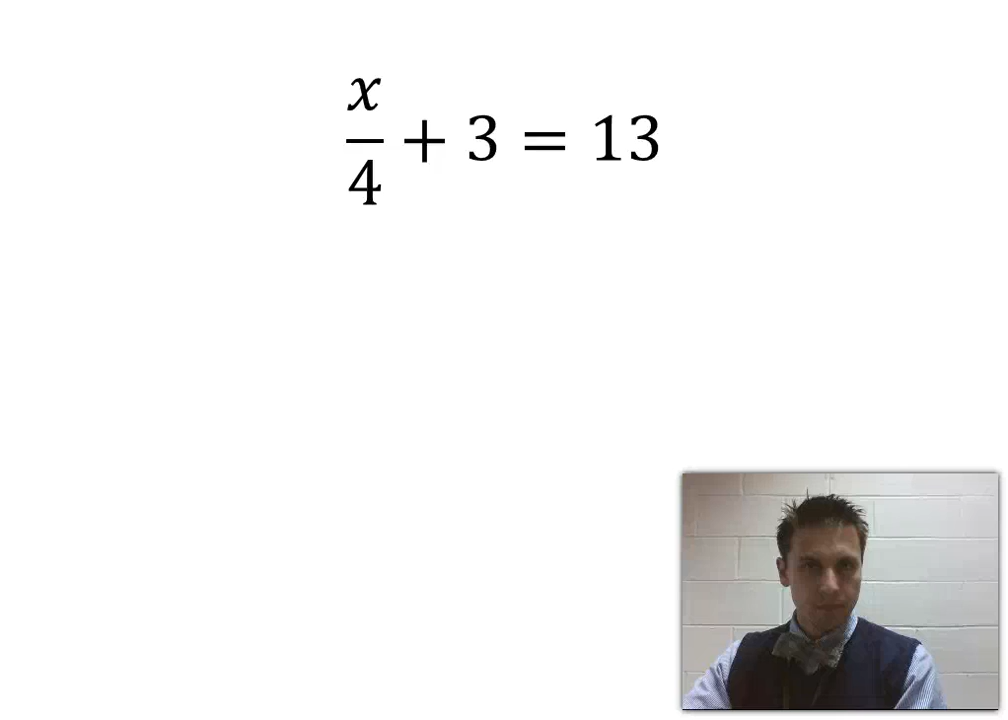 x/4 + 3 = 13